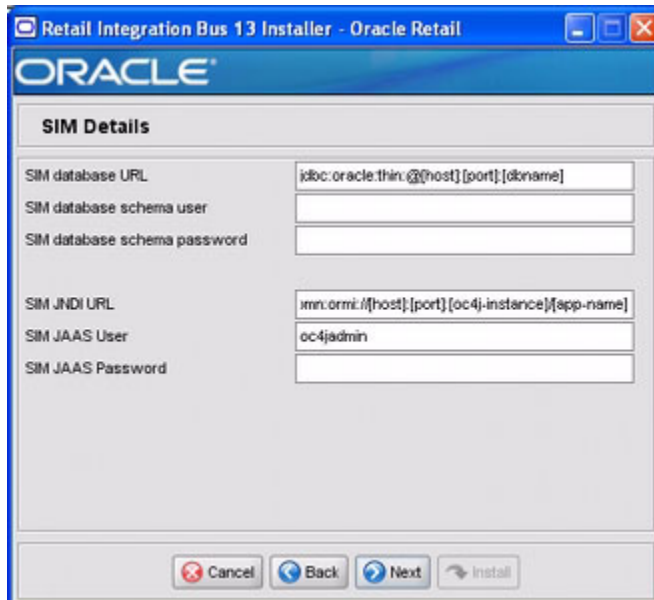 Retail Integration Bus 13 Installer - Oracle Retail
ORACLE
SIM Details
SIM database URL jdbc:oracle:thin:@[host]:[port]:[dbname]
SIM database schema user
SIM database schema password
SIM JNDI URL omn:ormi://[host]:[port]:[oc4j-instance]/[app-name]
SIM JAAS User oc4jadmin
SIM JAAS Password
Cancel Back Next Install